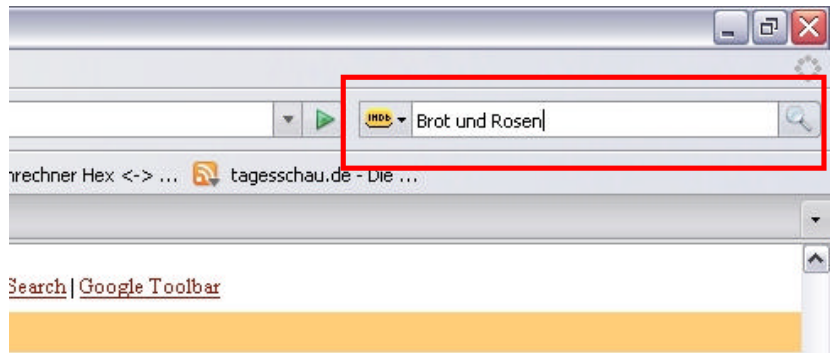 IMDb Brot und Rosen
nrechner Hex <-> ... tagesschau.de - Die ...
Search | Google Toolbar